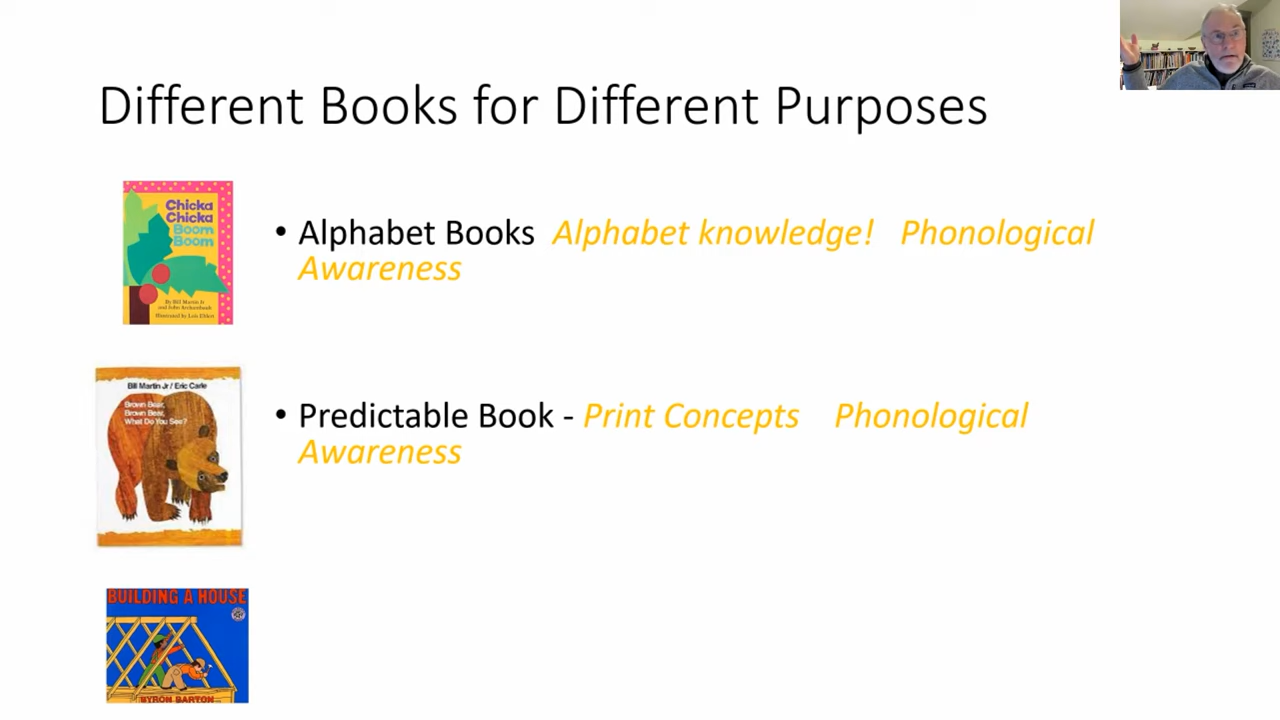 Different Books for Different Purposes
Chicka
Chicka
Boom
Boom
By Bill Martin Jr
and John Archambault
Illustrated by Lois Ehlert
• Alphabet Books Alphabet knowledge! Phonological
Awareness
Bill Martin Jr / Eric Carle
Brown Bear,
Brown Bear,
What Do You See?
• Predictable Book - Print Concepts Phonological
Awareness
BUILDING A HOUSE
BYRON BARTON